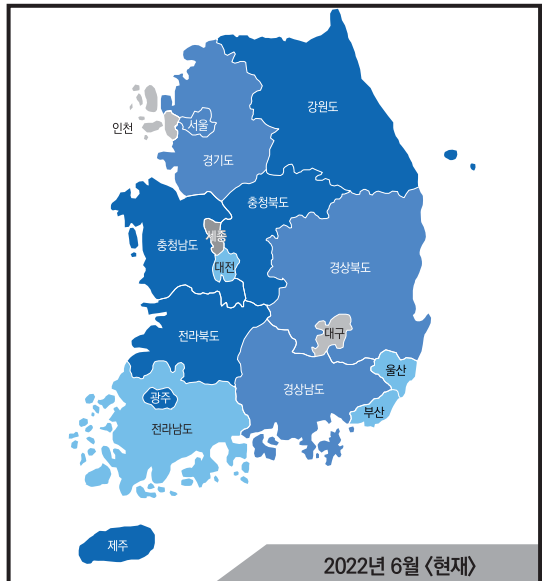 강원도
인천
서울
경기도
충청북도
세종
충청남도
대전
경상북도
전라북도
대구
울산
경상남도
광주
부산
전라남도
제주
2022년 6월 〈현재〉